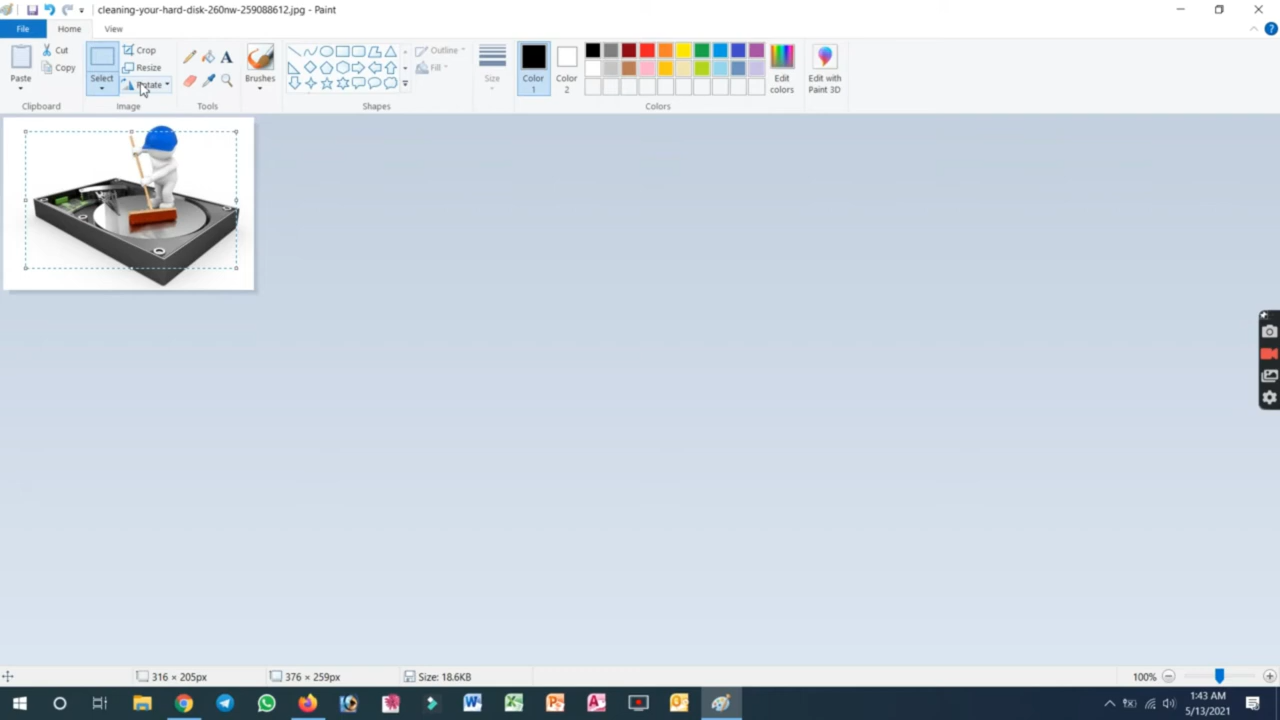 cleaning-your-hard-disk-260nw-259088612.jpg - Paint
File Home View
Paste Cut Copy Select Crop Resize Rotate Brushes Outline Fill Size Color 1 Color 2 Edit colors Edit with Paint 3D
Clipboard Image Tools Shapes Colors
316 × 205px 376 × 259px Size: 18.6KB 100%
1:43 AM
5/13/2021